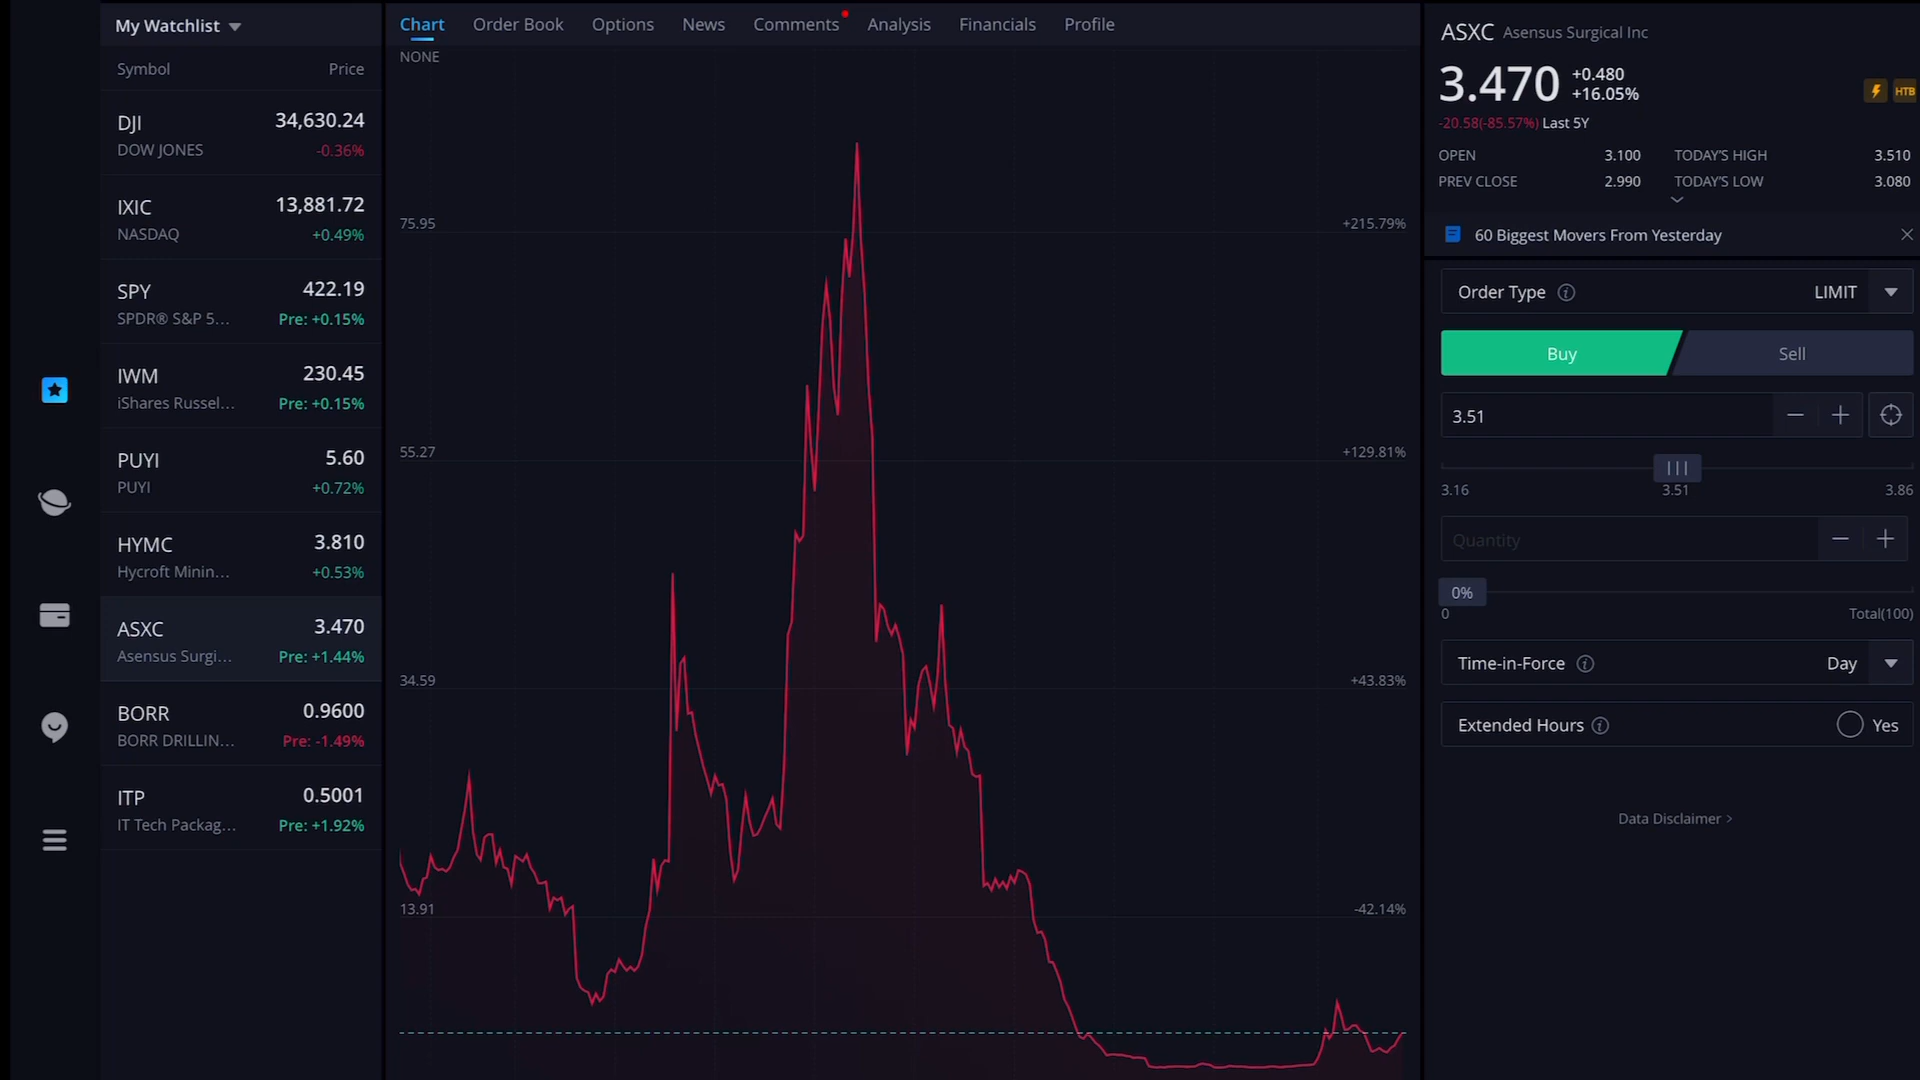 My Watchlist
Symbol Price
DJI 34,630.24
DOW JONES -0.36%
IXIC 13,881.72
NASDAQ +0.49%
SPY 422.19
SPDR® S&P 5... Pre: +0.15%
IWM 230.45
iShares Russel... Pre: +0.15%
PUYI 5.60
PUYI +0.72%
HYMC 3.810
Hycroft Minin... +0.53%
ASXC 3.470
Asensus Surgi... Pre: +1.44%
BORR 0.9600
BORR DRILLIN... Pre: -1.49%
ITP 0.5001
IT Tech Packag... Pre: +1.92%
Chart Order Book Options News Comments Analysis Financials Profile
NONE
75.95 +215.79%
55.27 +129.81%
34.59 +43.83%
13.91 -42.14%
ASXC Asensus Surgical Inc
3.470 +0.480
+16.05%
HTB
-20.58(-85.57%) Last 5Y
OPEN 3.100 TODAY'S HIGH 3.510
PREV CLOSE 2.990 TODAY'S LOW 3.080
60 Biggest Movers From Yesterday
Order Type LIMIT
Buy Sell
3.51
3.16 3.51 3.86
Quantity
0%
0 Total(100)
Time-in-Force Day
Extended Hours Yes
Data Disclaimer >